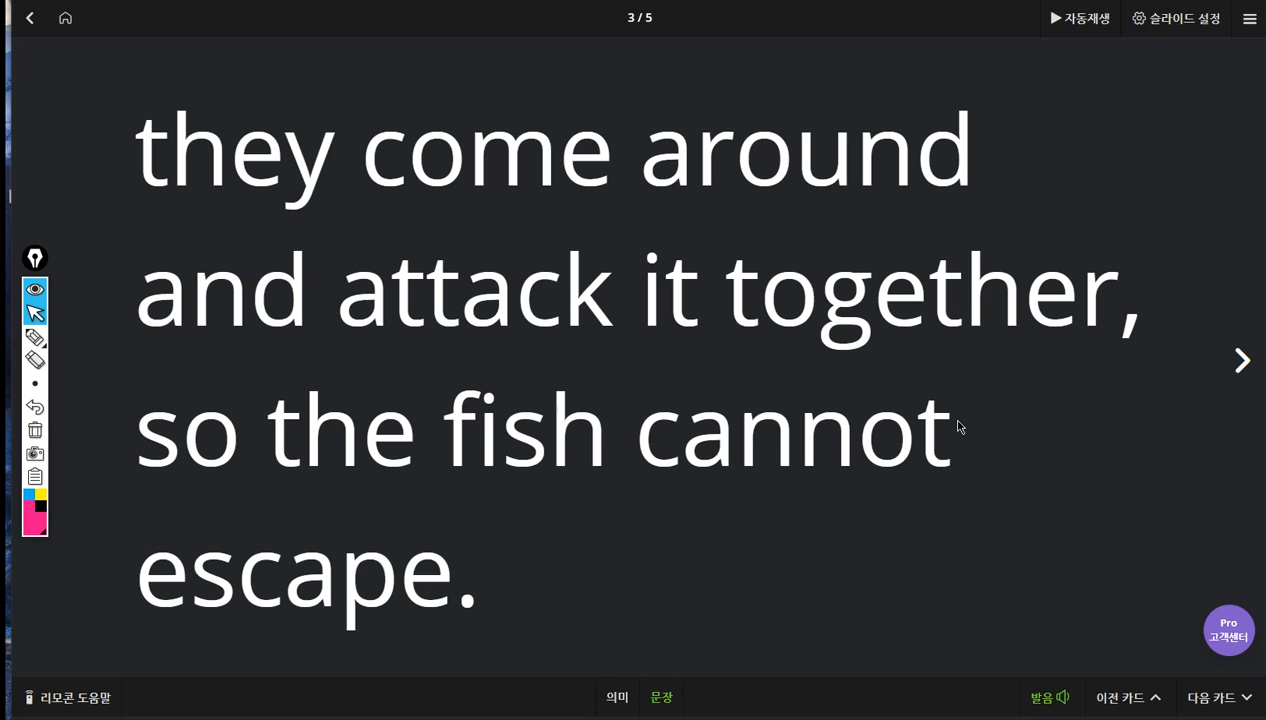 3 / 5
▶자동재생
슬라이드 설정
they come around
and attack it together,
so the fish cannot
escape.
Pro
고객센터
리모콘 도움말
의미
문장
발음
이전 카드
다음 카드